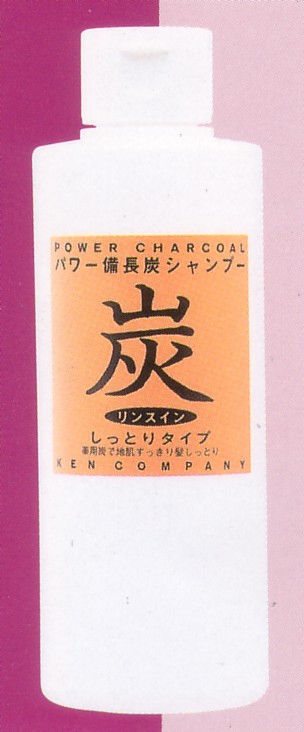 POWER CHARCOAL
パワー備長炭シャンプー
炭
リンスイン
しっとりタイプ
薬用炭で地肌すっきり髪しっとり
KEN COMPANY